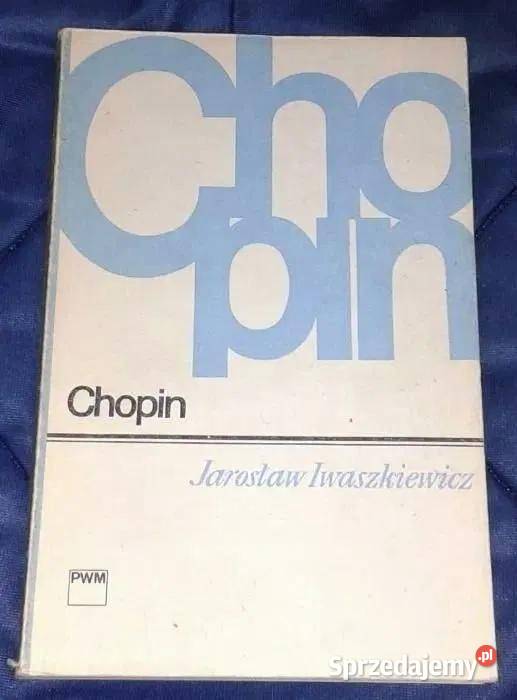 Cho
pin
Chopin
Jarosław Iwaszkiewicz
PWM
Sprzedajemy.pl